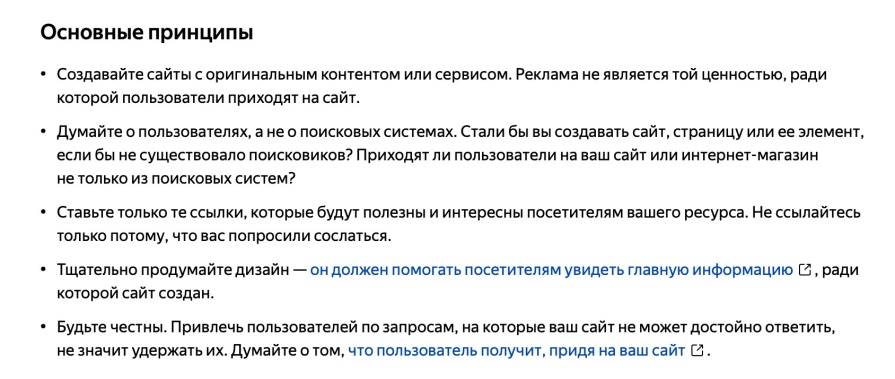 Основные принципы
• Создавайте сайты с оригинальным контентом или сервисом. Реклама не является той ценностью, ради
которой пользователи приходят на сайт.
• Думайте о пользователях, а не о поисковых системах. Стали бы вы создавать сайт, страницу или ее элемент,
если бы не существовало поисковиков? Приходят ли пользователи на ваш сайт или интернет-магазин
не только из поисковых систем?
• Ставьте только те ссылки, которые будут полезны и интересны посетителям вашего ресурса. Не ссылайтесь
только потому, что вас попросили сослаться.
• Тщательно продумайте дизайн — он должен помогать посетителям увидеть главную информацию , ради
которой сайт создан.
• Будьте честны. Привлечь пользователей по запросам, на которые ваш сайт не может достойно ответить,
не значит удержать их. Думайте о том, что пользователь получит, придя на ваш сайт .